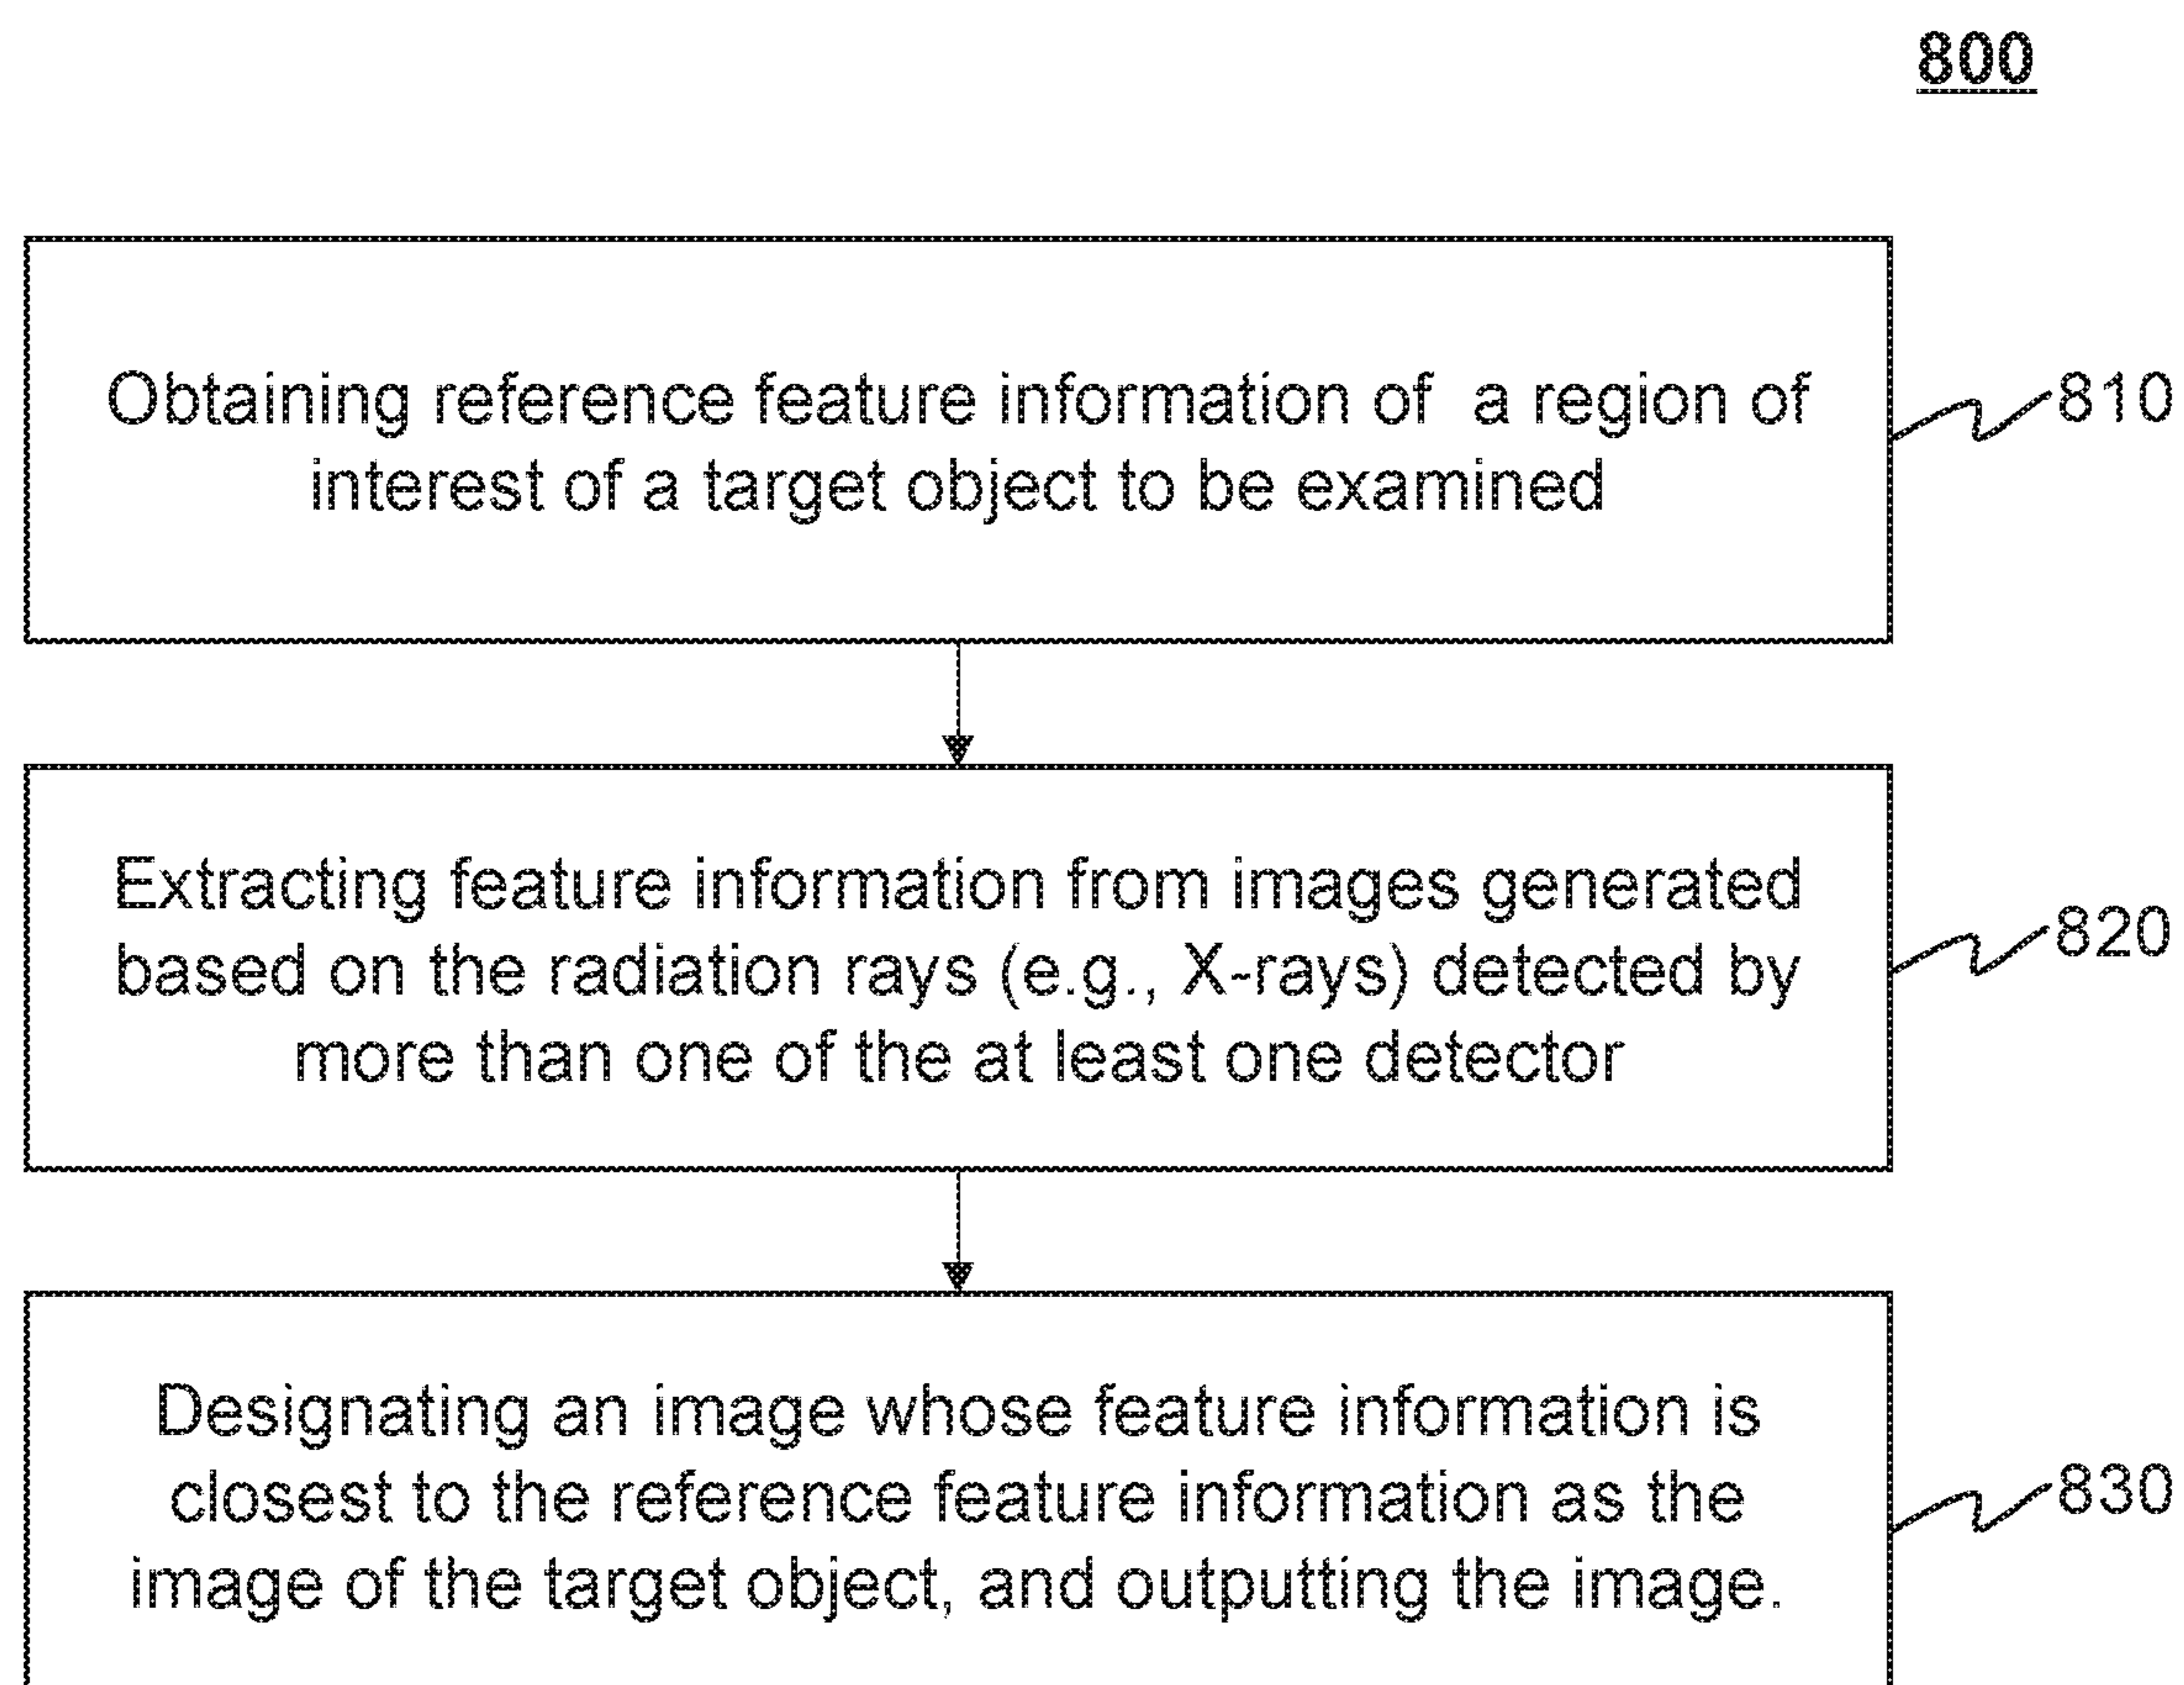 800
Obtaining reference feature information of a region of
interest of a target object to be examined
810
Extracting feature information from images generated
based on the radiation rays (e.g., X-rays) detected by
more than one of the at least one detector
820
Designating an image whose feature information is
closest to the reference feature information as the
image of the target object, and outputting the image.
830